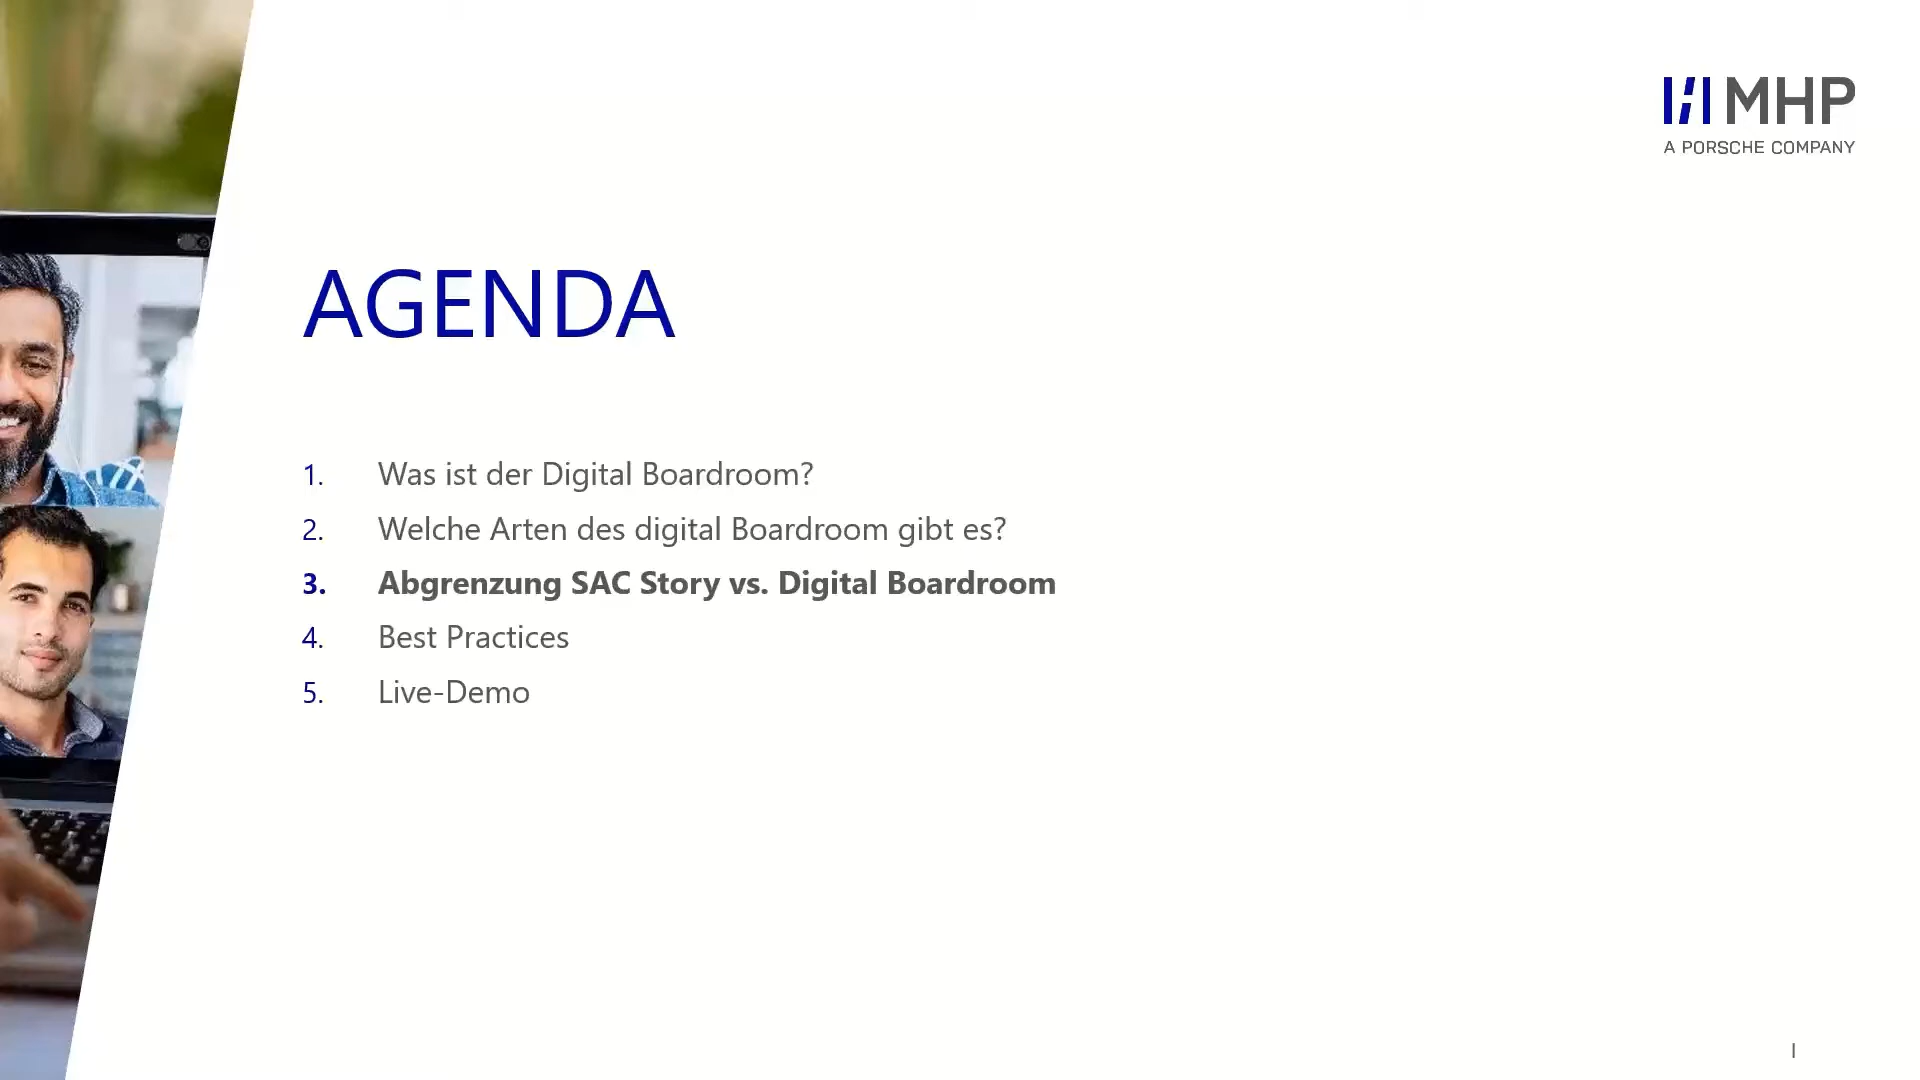 MHP
A PORSCHE COMPANY
AGENDA
1. Was ist der Digital Boardroom?
2. Welche Arten des digital Boardroom gibt es?
3. Abgrenzung SAC Story vs. Digital Boardroom
4. Best Practices
5. Live-Demo